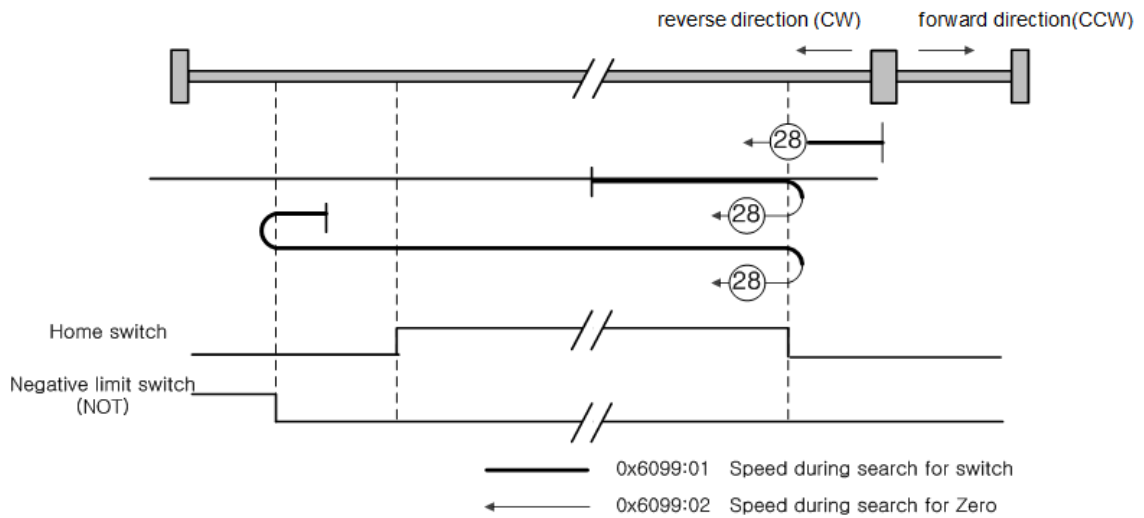 reverse direction (CW)
forward direction(CCW)
28
28
28
Home switch
Negative limit switch
(NOT)
0x6099:01 Speed during search for switch
0x6099:02 Speed during search for Zero